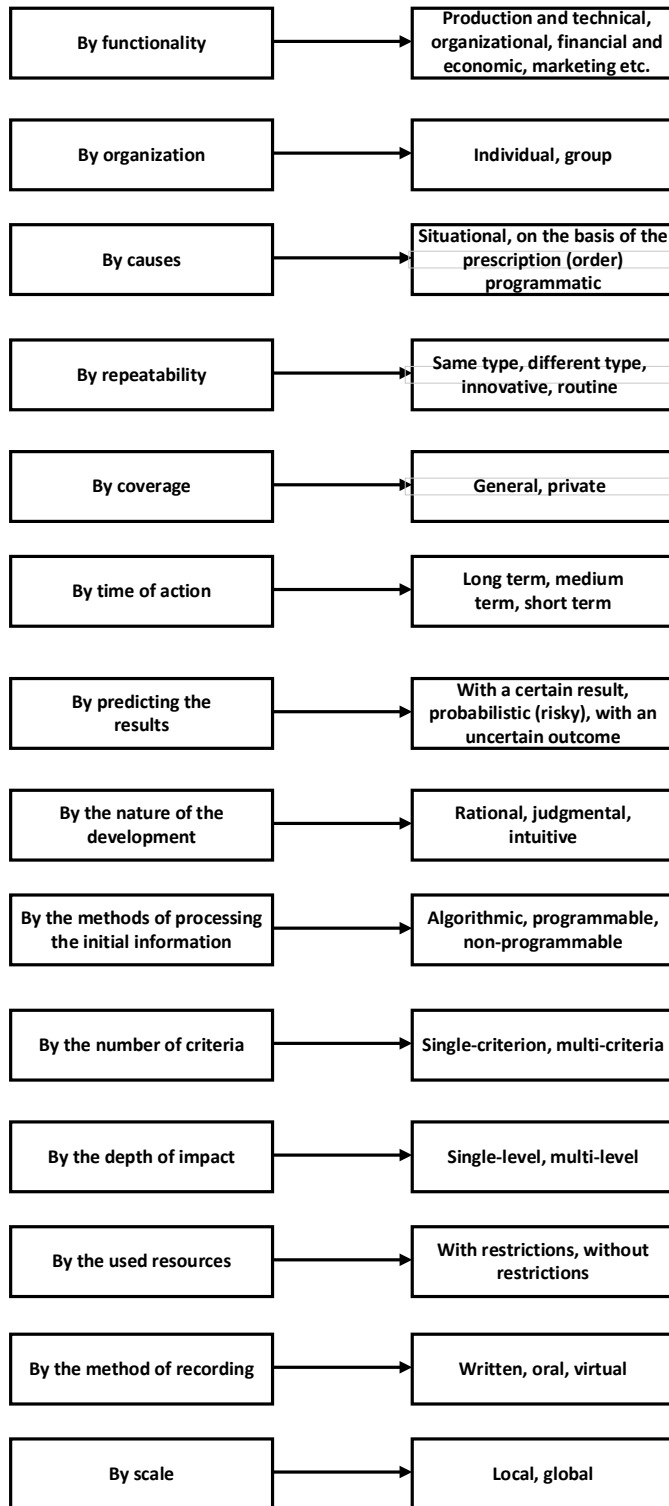 By functionality
Production and technical,
organizational, financial and
economic, marketing etc.
By organization
Individual, group
By causes
Situational, on the basis of the
prescription (order)
programmatic
By repeatability
Same type, different type,
innovative, routine
By coverage
General, private
By time of action
Long term, medium
term, short term
By predicting the
results
With a certain result,
probabilistic (risky), with an
uncertain outcome
By the nature of the
development
Rational, judgmental,
intuitive
By the methods of processing
the initial information
Algorithmic, programmable,
non-programmable
By the number of criteria
Single-criterion, multi-criteria
By the depth of impact
Single-level, multi-level
By the used resources
With restrictions, without
restrictions
By the method of recording
Written, oral, virtual
By scale
Local, global